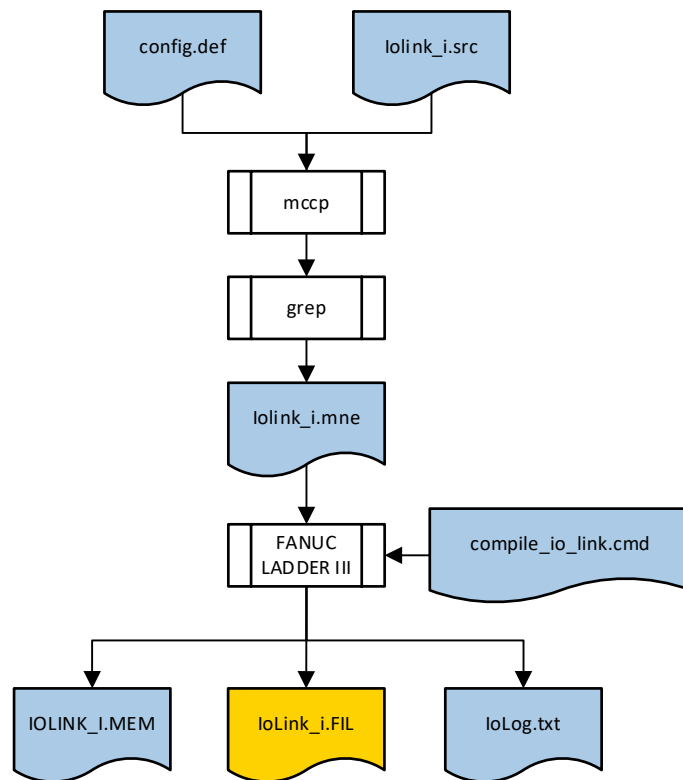 config.def
Iolink_i.src
mccp
grep
Iolink_i.mne
FANUC
LADDER III
compile_io_link.cmd
IOLINK_I.MEM
IoLink_i.FIL
IoLog.txt